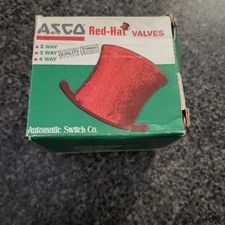 ASCO Red-Hat VALVES
2 WAY
3 WAY
4 WAY
QUALITY
Automatic Switch Co.